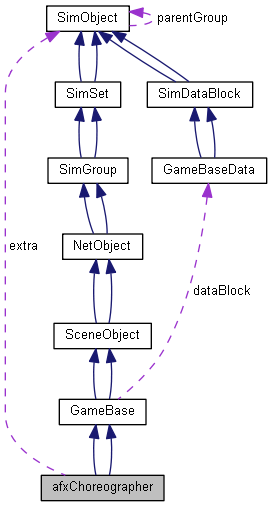 SimObject
parentGroup
SimSet
SimDataBlock
SimGroup
GameBaseData
extra
NetObject
dataBlock
SceneObject
GameBase
afxChoreographer